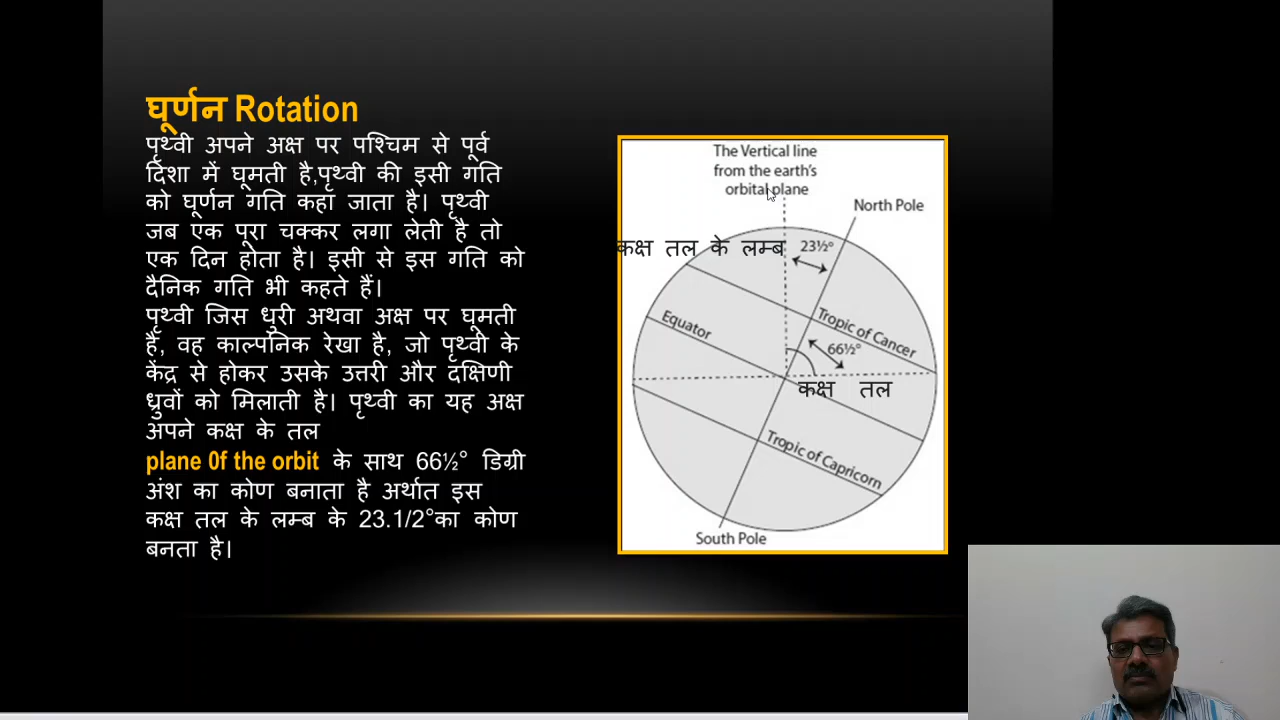 घूर्णन Rotation
पृथ्वी अपने अक्ष पर पश्चिम से पूर्व
दिशा में घूमती है,पृथ्वी की इसी गति
को घूर्णन गति कहा जाता है। पृथ्वी
जब एक पूरा चक्कर लगा लेती है तो
एक दिन होता है। इसी से इस गति को
दैनिक गति भी कहते हैं।
पृथ्वी जिस धुरी अथवा अक्ष पर घूमती
है, वह काल्पनिक रेखा है, जो पृथ्वी के
केंद्र से होकर उसके उत्तरी और दक्षिणी
ध्रुवों को मिलाती है। पृथ्वी का यह अक्ष
अपने कक्ष के तल
plane 0f the orbit के साथ 66½° डिग्री
अंश का कोण बनाता है अर्थात इस
कक्ष तल के लम्ब के 23.1/2°का कोण
बनता है।
The Vertical line
from the earth's
orbital plane
North Pole
कक्ष तल के लम्ब
23½°
Equator
Tropic of Cancer
66½°
कक्ष तल
Tropic of Capricorn
South Pole